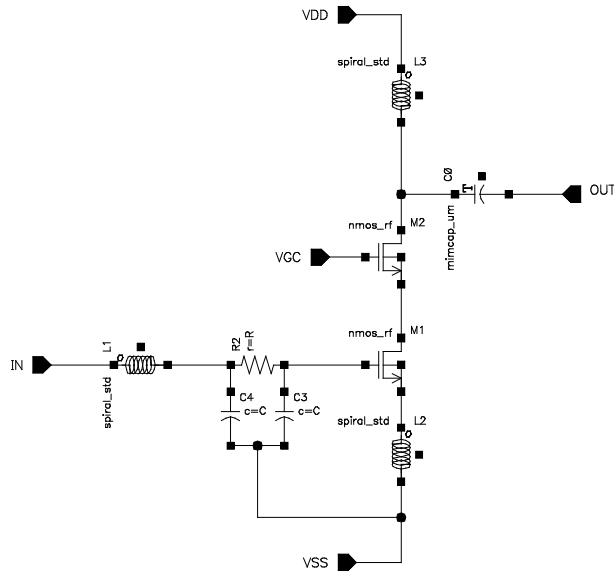 VDD
spiral_std L3
C0
OUT
mimcap_um
nmos_rf M2
VGC
nmos_rf M1
R2
r=R
L1
IN
spiral_std
C4
c=C
C3
c=C
spiral_std L2
VSS